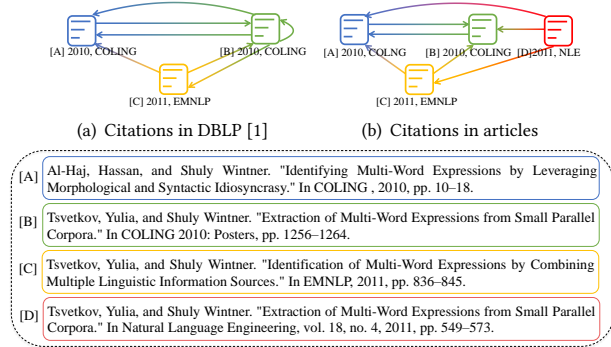 [A] 2010, COLING
[B] 2010, COLING
[C] 2011, EMNLP
(a) Citations in DBLP [1]
[A] 2010, COLNG
[B] 2010, COLING
[D]2011, NLE
[C] 2011, EMNLP
(b) Citations in articles
[A] Al-Haj, Hassan, and Shuly Wintner. "Identifying Multi-Word Expressions by Leveraging
Morphological and Syntactic Idiosyncrasy." In COLING , 2010, pp. 10–18.
[B] Tsvetkov, Yulia, and Shuly Wintner. "Extraction of Multi-Word Expressions from Small Parallel
Corpora." In COLING 2010: Posters, pp. 1256–1264.
[C] Tsvetkov, Yulia, and Shuly Wintner. "Identification of Multi-Word Expressions by Combining
Multiple Linguistic Information Sources." In EMNLP, 2011, pp. 836–845.
[D] Tsvetkov, Yulia, and Shuly Wintner. "Extraction of Multi-Word Expressions from Small Parallel
Corpora." In Natural Language Engineering, vol. 18, no. 4, 2011, pp. 549–573.